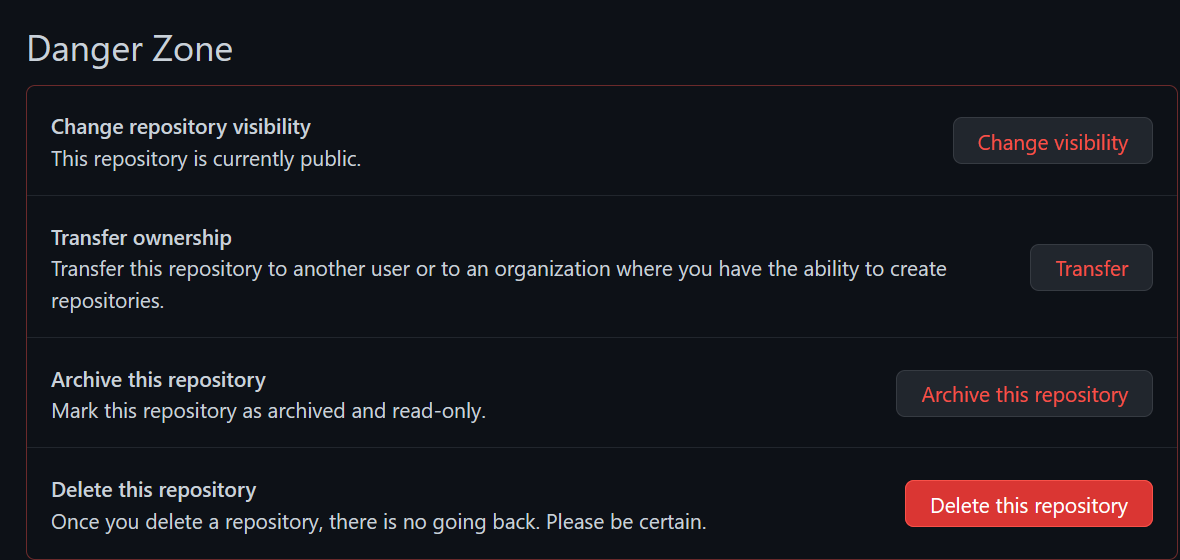 Danger Zone
Change repository visibility
This repository is currently public.
Change visibility
Transfer ownership
Transfer this repository to another user or to an organization where you have the ability to create
repositories.
Transfer
Archive this repository
Mark this repository as archived and read-only.
Archive this repository
Delete this repository
Once you delete a repository, there is no going back. Please be certain.
Delete this repository